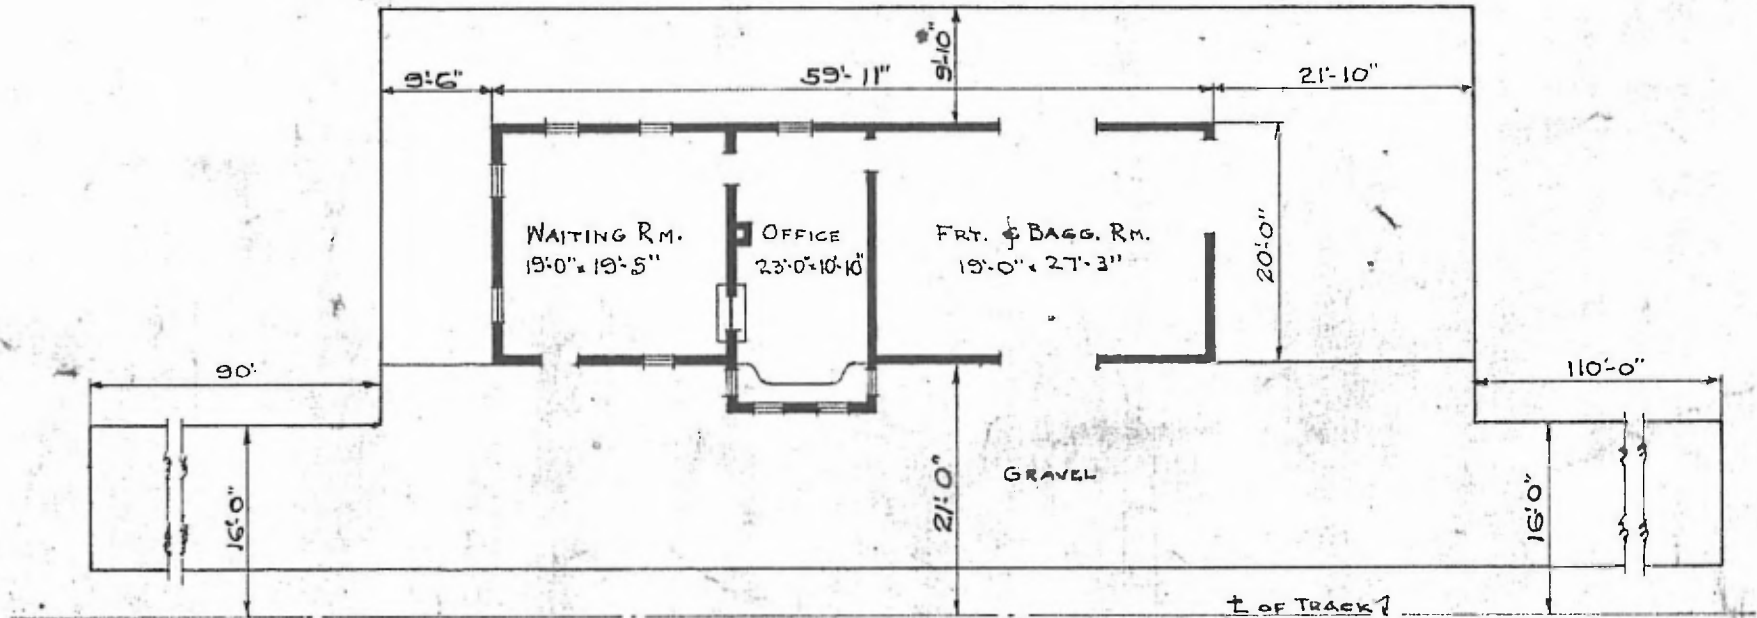 9'-10"
9'-6"
59'-11"
21'-10"
WAITING RM.
19'-0" x 19'-5"
OFFICE
23'-0" x 10'-10"
FRT. & BAGG. RM.
19'-0" x 27'-3"
20'-0"
90'
110'-0"
16'-0"
21'-0"
GRAVEL
16'-0"
℄ OF TRACK